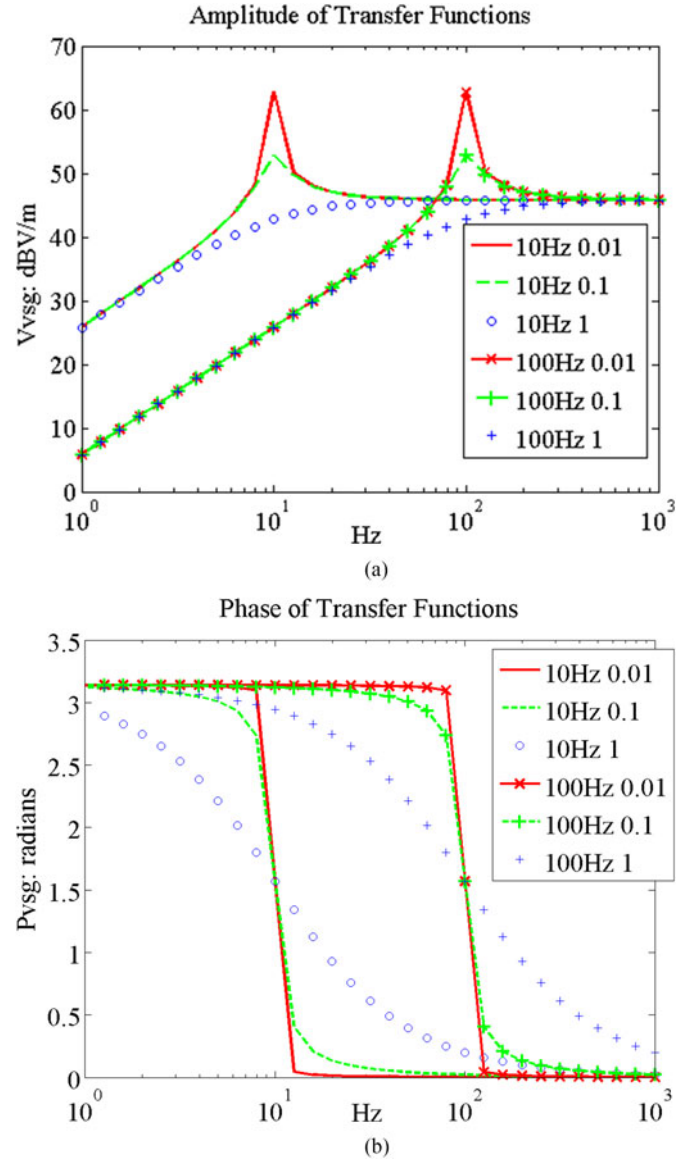 Amplitude of Transfer Functions
70
60
50
40
30
20
10
0
Vvsg: dBV/m
10Hz 0.01
10Hz 0.1
10Hz 1
100Hz 0.01
100Hz 0.1
100Hz 1
10^0 10^1 10^2 10^3
Hz
(a)
Phase of Transfer Functions
3.5
3
2.5
2
1.5
1
0.5
0
Pvsg: radians
10Hz 0.01
10Hz 0.1
10Hz 1
100Hz 0.01
100Hz 0.1
100Hz 1
10^0 10^1 10^2 10^3
Hz
(b)